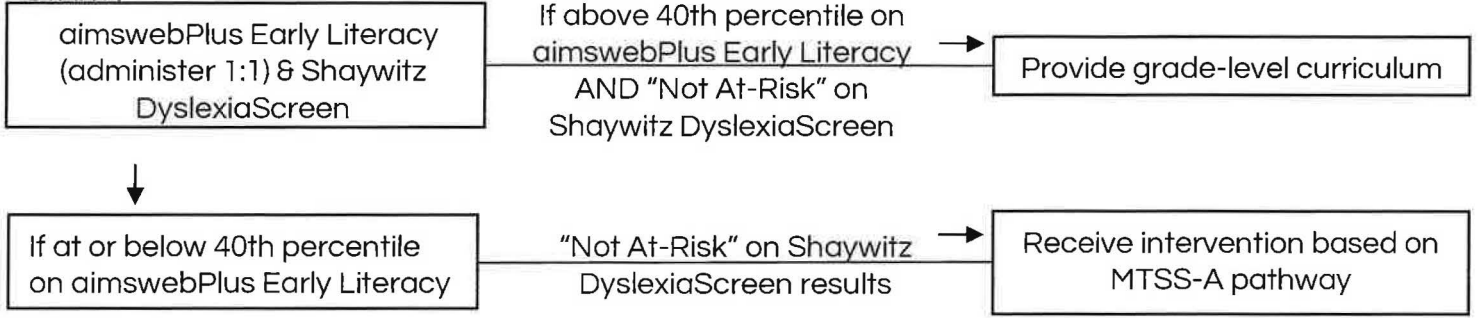 aimswebPlus Early Literacy
(administer 1:1) & Shaywitz
DyslexiaScreen
If above 40th percentile on
aimswebPlus Early Literacy
AND “Not At-Risk” on
Shaywitz DyslexiaScreen
Provide grade-level curriculum
If at or below 40th percentile
on aimswebPlus Early Literacy
“Not At-Risk” on Shaywitz
DyslexiaScreen results
Receive intervention based on
MTSS-A pathway